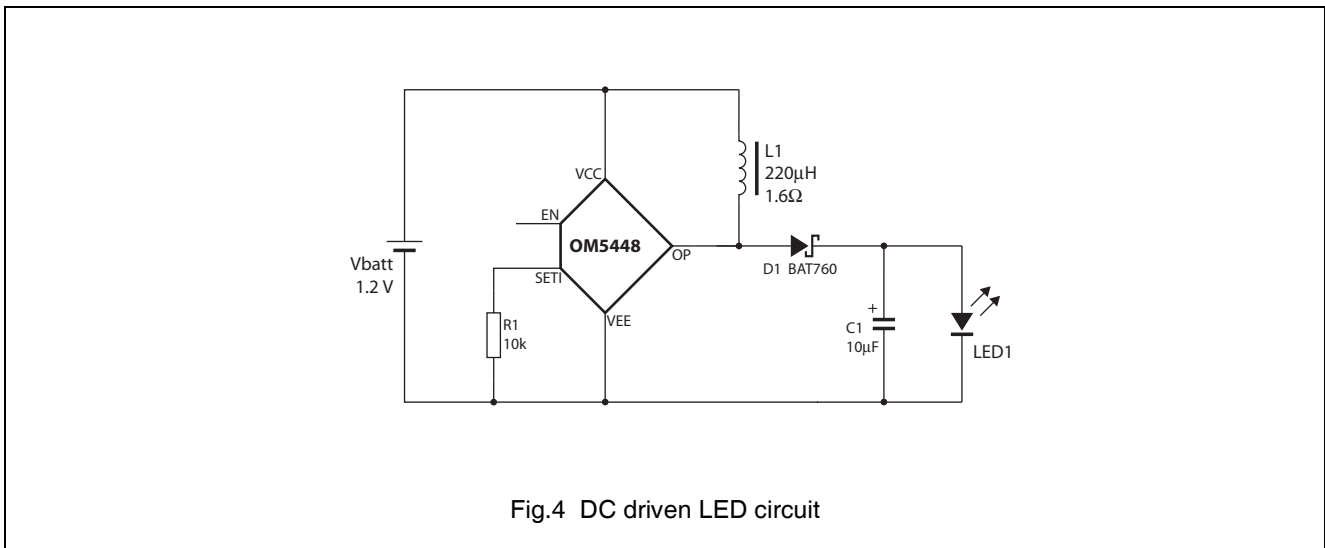 VCC
L1
220µH
1.6Ω
EN
OM5448
OP
SETI
D1 BAT760
Vbatt
1.2 V
R1
10k
VEE
+
C1
10µF
LED1
Fig.4 DC driven LED circuit